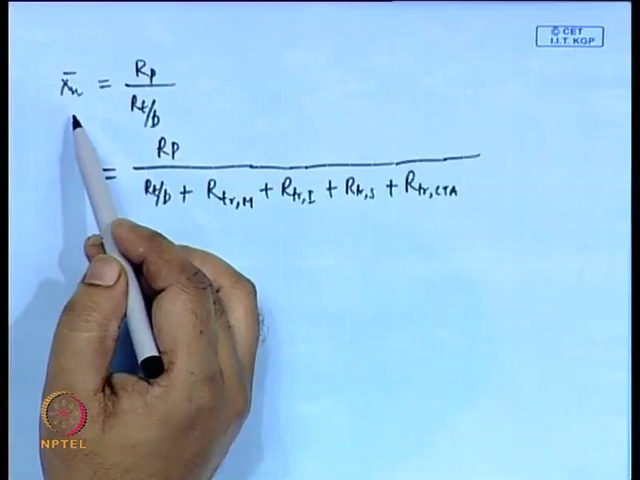 © CET
I.I.T. KGP
X̄n = Rp / Rt/D
= Rp / Rt/D + Rtr,M + Rtr,I + Rtr,S + Rtr,CTA
NPTEL